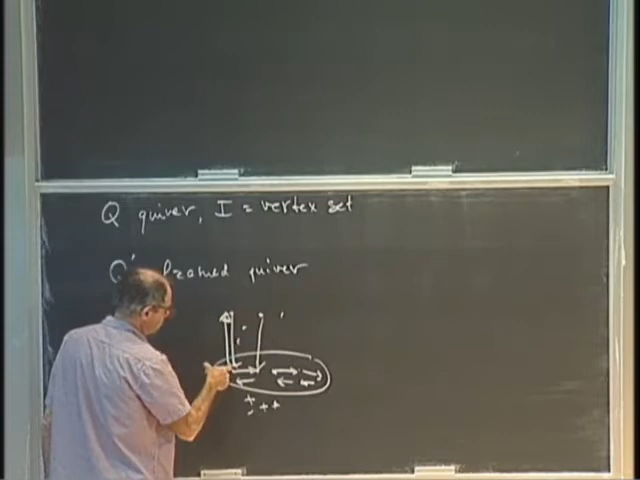 Q quiver, I = vertex set
Q' framed quiver